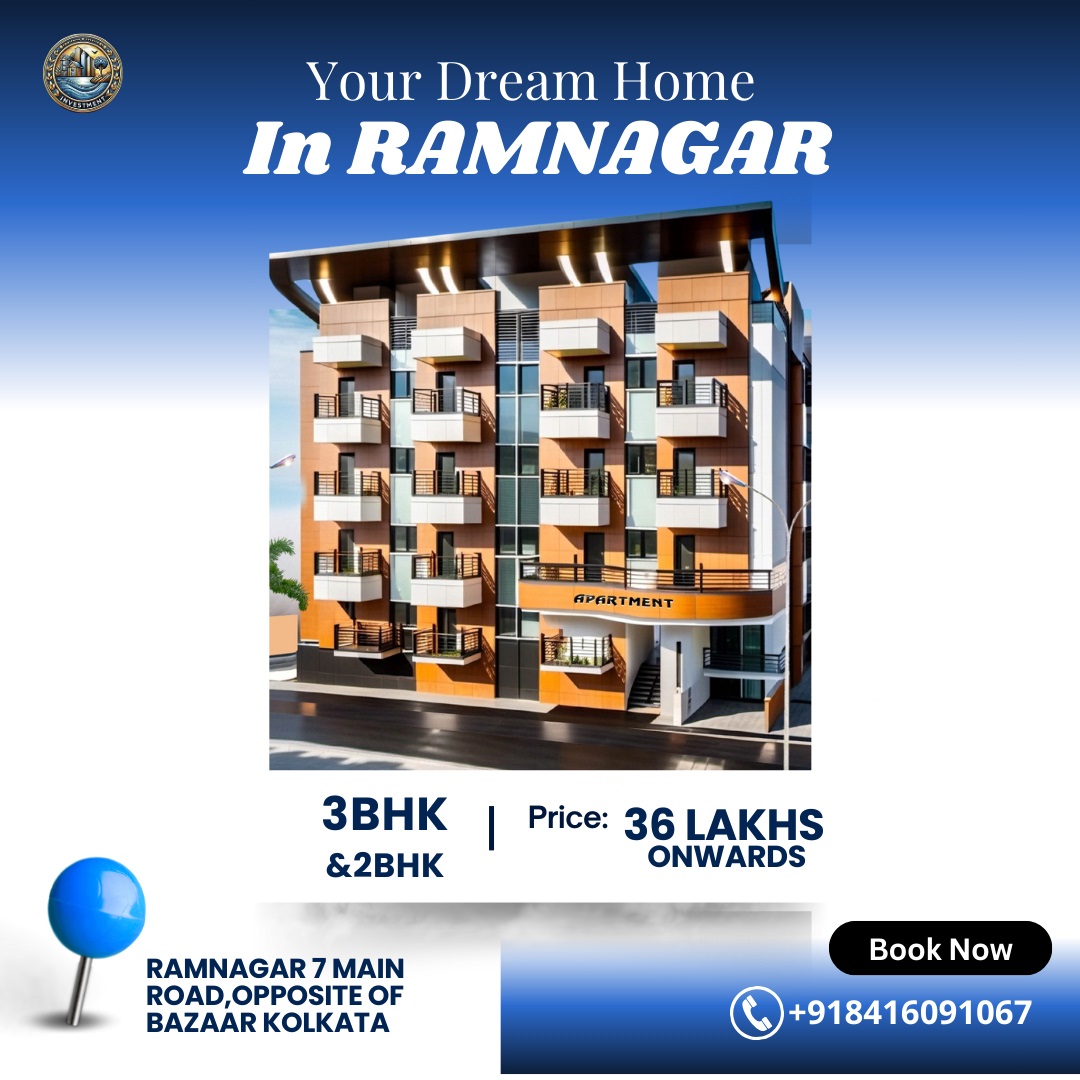 INVESTMENT
Your Dream Home
In RAMNAGAR
APARTMENT
3BHK
&2BHK
Price: 36 LAKHS
ONWARDS
RAMNAGAR 7 MAIN
ROAD,OPPOSITE OF
BAZAAR KOLKATA
Book Now
+918416091067